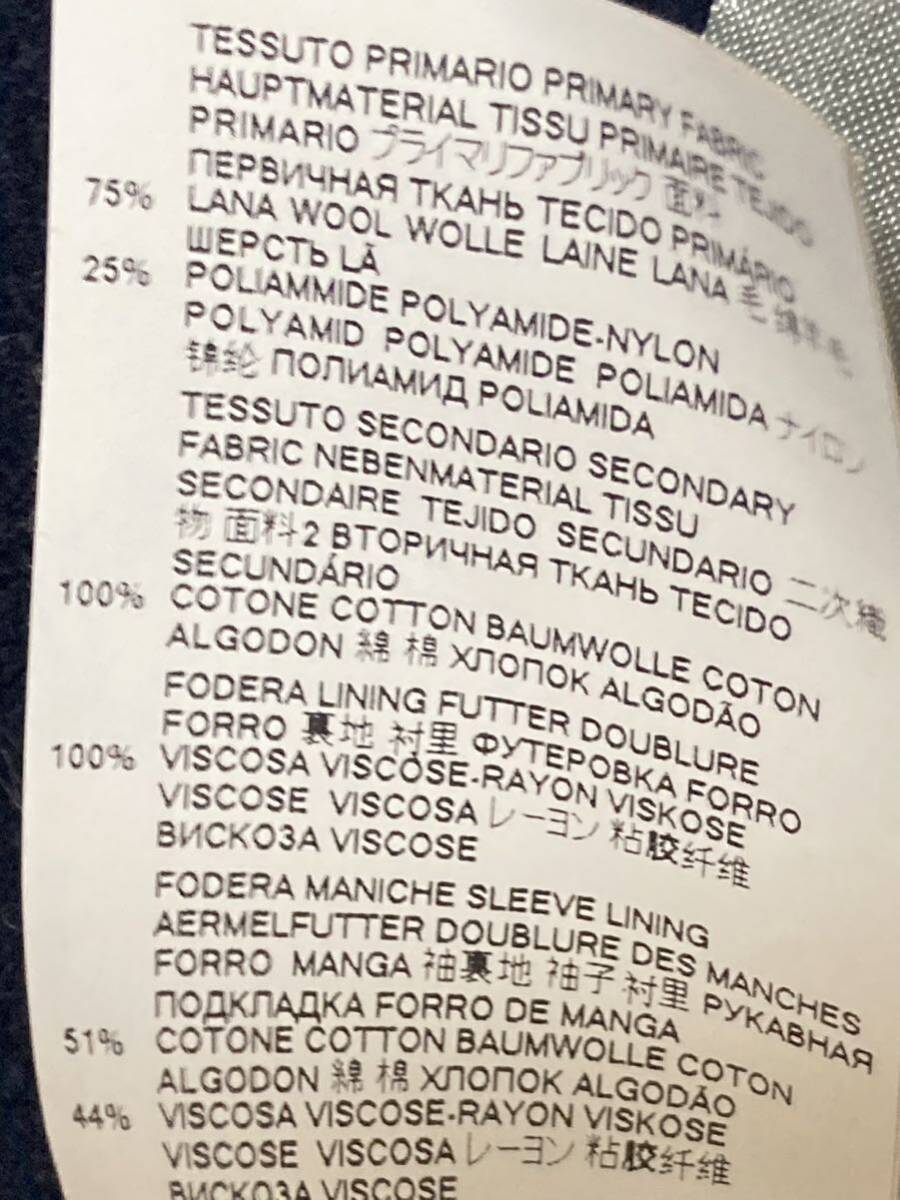 TESSUTO PRIMARIO PRIMARY FABRIC
HAUPTMATERIAL TISSU PRIMAIRE TEJIDO
PRIMARIO プライマリファブリック 面料
ПЕРВИЧНАЯ ТКАНЬ TECIDO PRIMÁRIO
75% LANA WOOL WOLLE LAINE LANA 毛 绵羊毛
ШЕРСТЬ LÃ
25% POLIAMMIDE POLYAMIDE-NYLON
POLYAMID POLYAMIDE POLIAMIDA ナイロン
锦纶 ПОЛИАМИД POLIAMIDA
TESSUTO SECONDARIO SECONDARY
FABRIC NEBENMATERIAL TISSU
SECONDAIRE TEJIDO SECUNDARIO 二次織
物 面料2 ВТОРИЧНАЯ ТКАНЬ TECIDO
SECUNDÁRIO
100% COTONE COTTON BAUMWOLLE COTON
ALGODON 綿 棉 ХЛОПОК ALGODÃO
FODERA LINING FUTTER DOUBLURE
FORRO 裏地 衬里 ФУТЕРОВКА FORRO
100% VISCOSA VISCOSE-RAYON VISKOSE
VISCOSE VISCOSA レーヨン 粘胶纤维
ВИСКОЗА VISCOSE
FODERA MANICHE SLEEVE LINING
AERMELFUTTER DOUBLURE DES MANCHES
FORRO MANGA 袖裏地 袖子 衬里 РУКАВНАЯ
ПОДКЛАДКА FORRO DE MANGA
51% COTONE COTTON BAUMWOLLE COTON
ALGODON 綿 棉 ХЛОПОК ALGODÃO
44% VISCOSA VISCOSE-RAYON VISKOSE
VISCOSE VISCOSA レーヨン 粘胶纤维
ВИСКОЗА VISCOSE